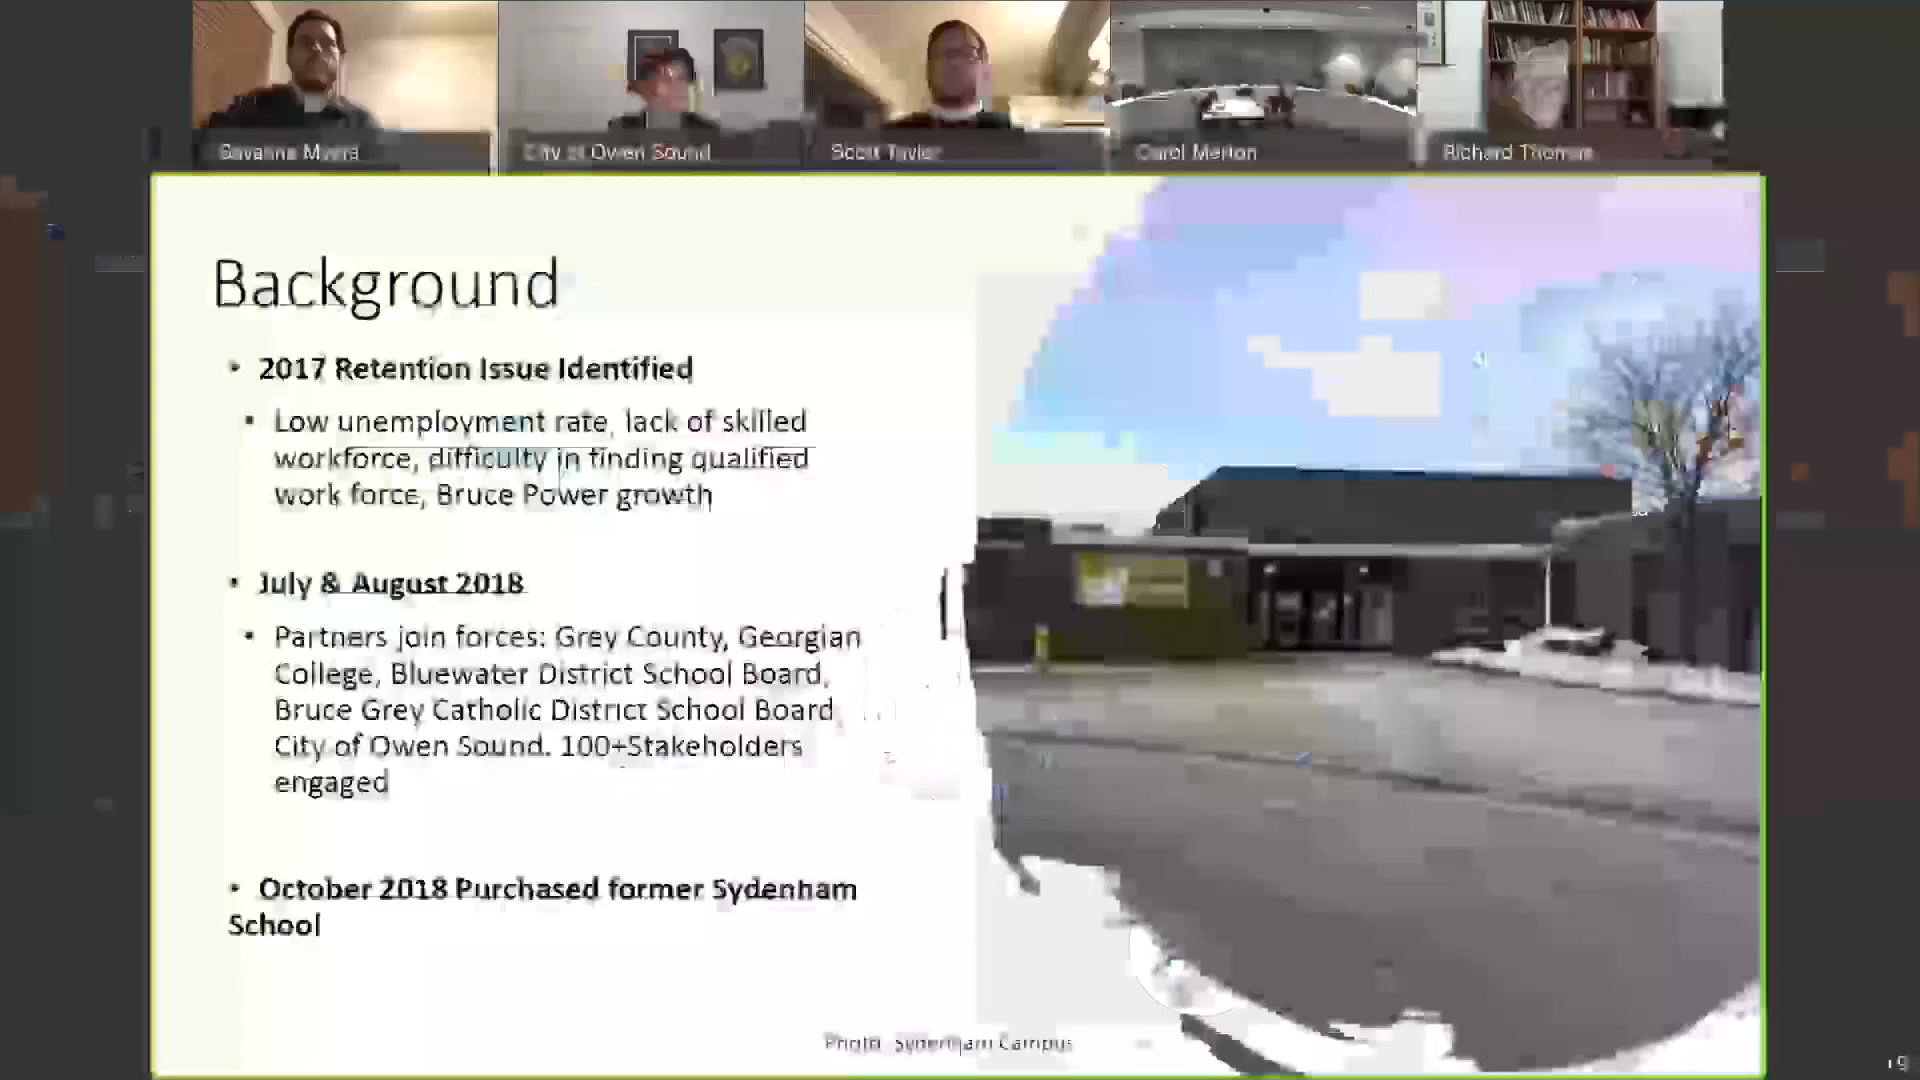 City of Owen Sound
Scott Taylor
Carol Merton
Richard Thomas
Background
• 2017 Retention Issue Identified
• Low unemployment rate, lack of skilled
workforce, difficulty in finding qualified
work force, Bruce Power growth
• July & August 2018
• Partners join forces: Grey County, Georgian
College, Bluewater District School Board,
Bruce Grey Catholic District School Board
City of Owen Sound. 100+Stakeholders
engaged
• October 2018 Purchased former Sydenham
School
Photo: Sydenham Campus